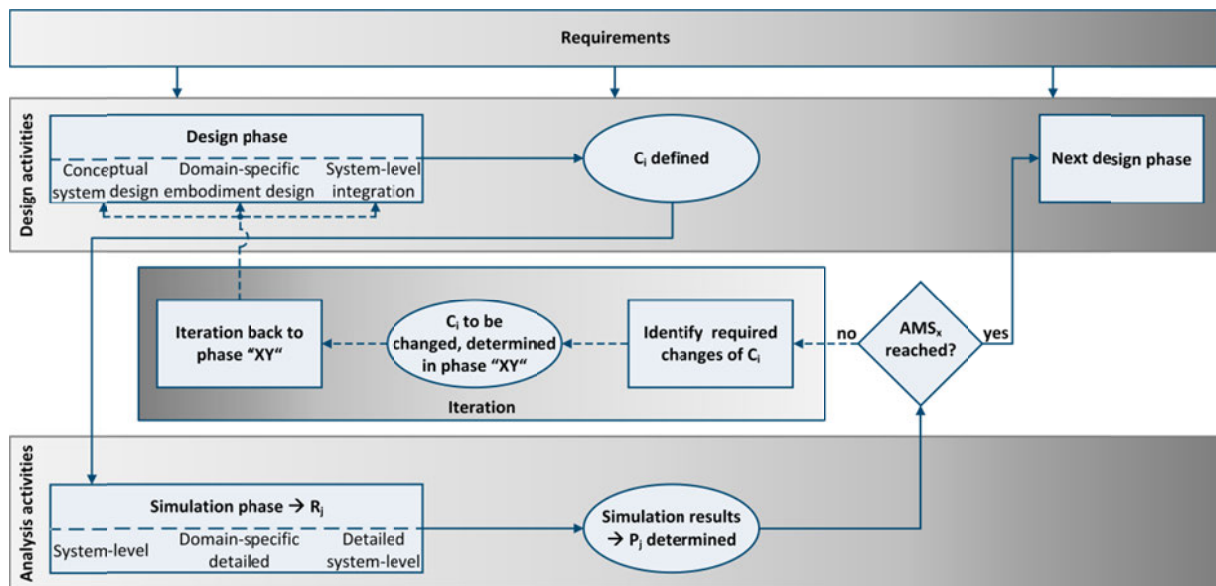 Requirements
Design activities
Design phase
Conceptual
system design
Domain-specific
embodiment design
System-level
integration
Cᵢ defined
Next design phase
Iteration back to
phase “XY“
Cᵢ to be
changed, determined
in phase “XY“
Identify required
changes of Cᵢ
no
AMSₓ
reached?
yes
Iteration
Analysis activities
Simulation phase → Rⱼ
System-level
Domain-specific
detailed
Detailed
system-level
Simulation results
→ Pⱼ determined